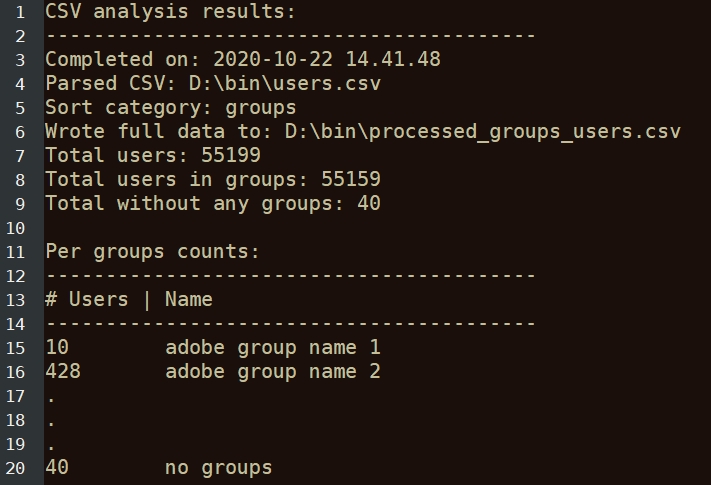 1 CSV analysis results:
2 -----------------------------------------
3 Completed on: 2020-10-22 14.41.48
4 Parsed CSV: D:\bin\users.csv
5 Sort category: groups
6 Wrote full data to: D:\bin\processed_groups_users.csv
7 Total users: 55199
8 Total users in groups: 55159
9 Total without any groups: 40
10
11 Per groups counts:
12 -----------------------------------------
13 # Users | Name
14 -----------------------------------------
15 10        adobe group name 1
16 428       adobe group name 2
17 .
18 .
19 .
20 40        no groups